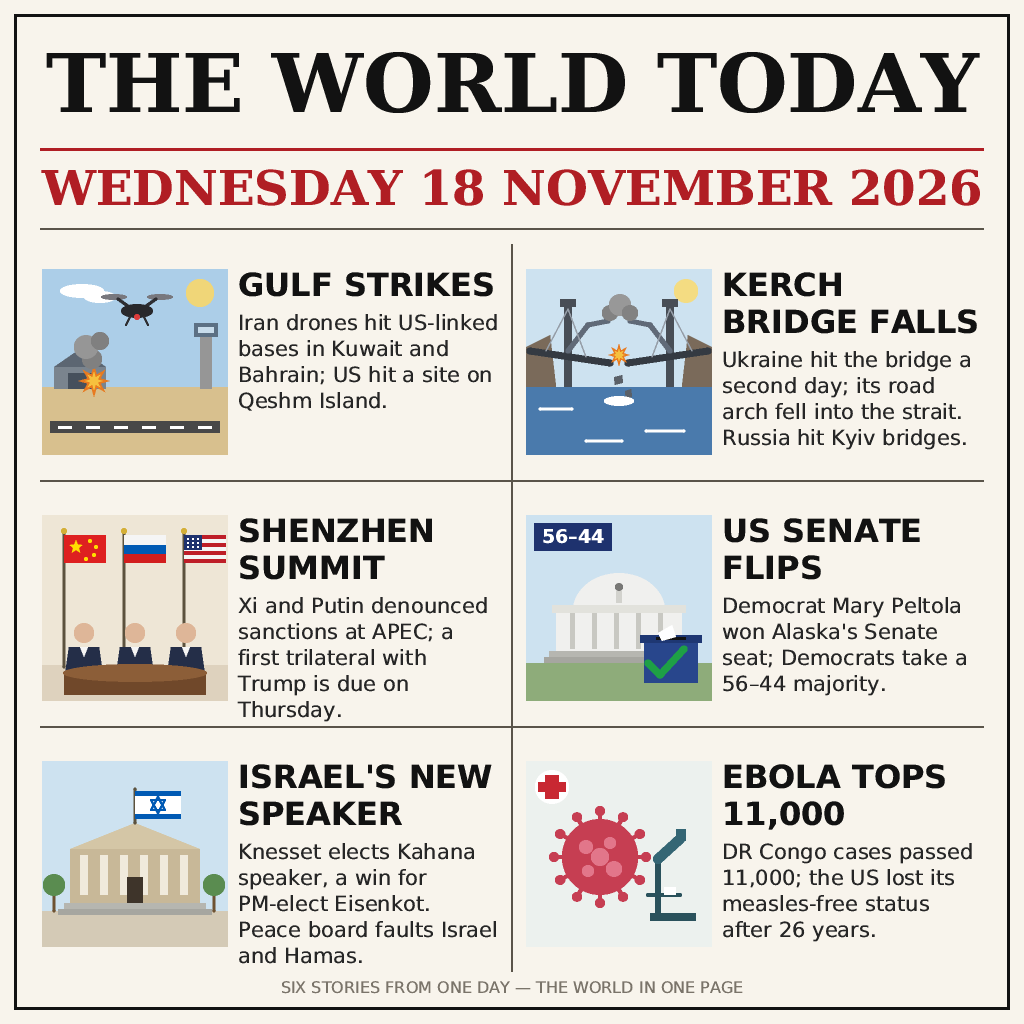 THE WORLD TODAY
WEDNESDAY 18 NOVEMBER 2026
GULF STRIKES
Iran drones hit US-linked
bases in Kuwait and
Bahrain; US hit a site on
Qeshm Island.
KERCH
BRIDGE FALLS
Ukraine hit the bridge a
second day; its road
arch fell into the strait.
Russia hit Kyiv bridges.
SHENZHEN
SUMMIT
Xi and Putin denounced
sanctions at APEC; a
first trilateral with
Trump is due on
Thursday.
56–44
US SENATE
FLIPS
Democrat Mary Peltola
won Alaska's Senate
seat; Democrats take a
56–44 majority.
ISRAEL'S NEW
SPEAKER
Knesset elects Kahana
speaker, a win for
PM-elect Eisenkot.
Peace board faults Israel
and Hamas.
EBOLA TOPS
11,000
DR Congo cases passed
11,000; the US lost its
measles-free status
after 26 years.
SIX STORIES FROM ONE DAY — THE WORLD IN ONE PAGE